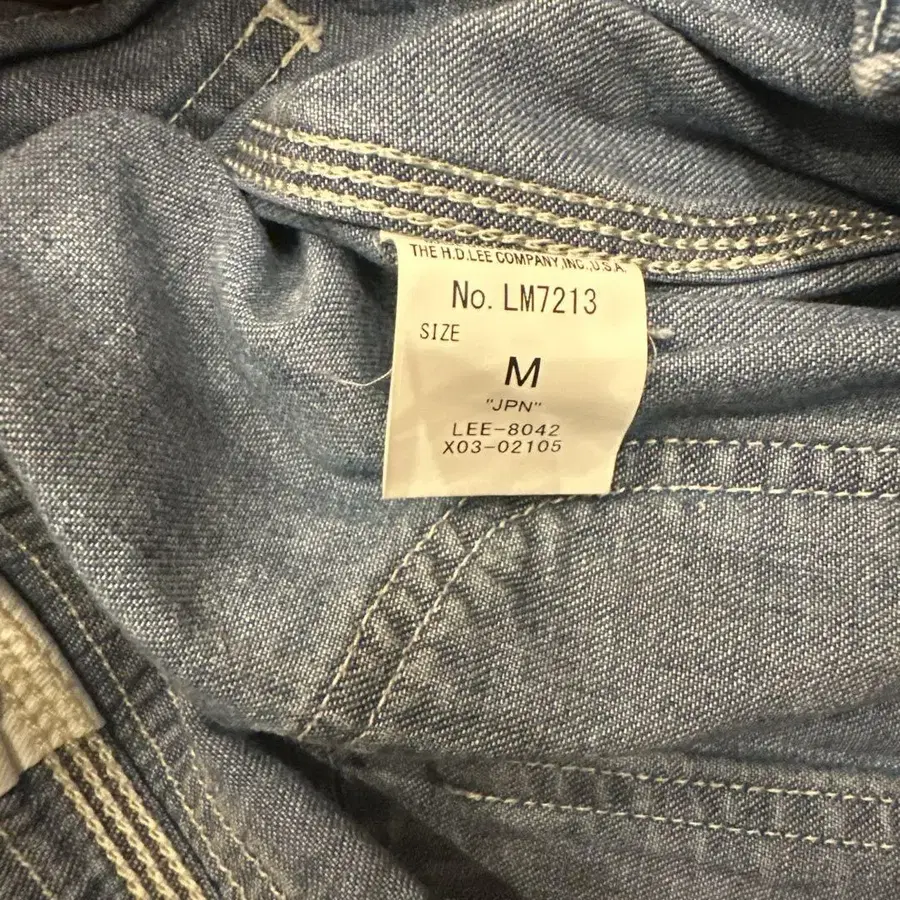 THE H.D.LEE COMPANY,INC.,U.S.A.
No. LM7213
SIZE
M
"JPN"
LEE-8042
X03-02105